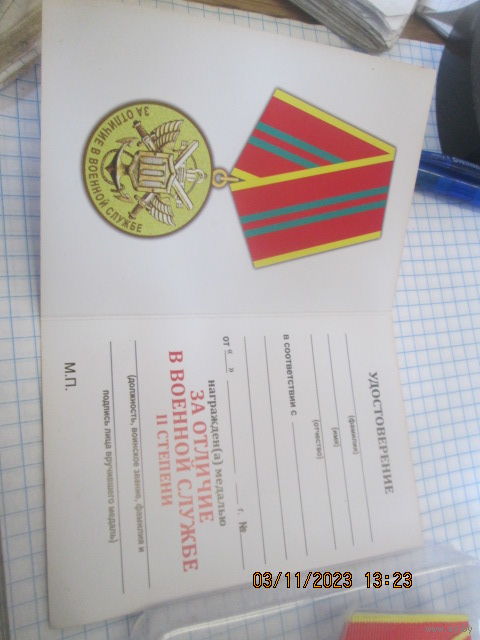 ЗА ОТЛИЧИЕ В ВОЕННОЙ СЛУЖБЕ
III
УДОСТОВЕРЕНИЕ
(фамилия)
(имя)
(отчество)
в соответствии с
от « » г. №
награжден(а) медалью
ЗА ОТЛИЧИЕ
В ВОЕННОЙ СЛУЖБЕ
II СТЕПЕНИ
(должность, воинское звание, фамилия и
подпись лица вручившего медаль)
М.П.
03/11/2023 13:23